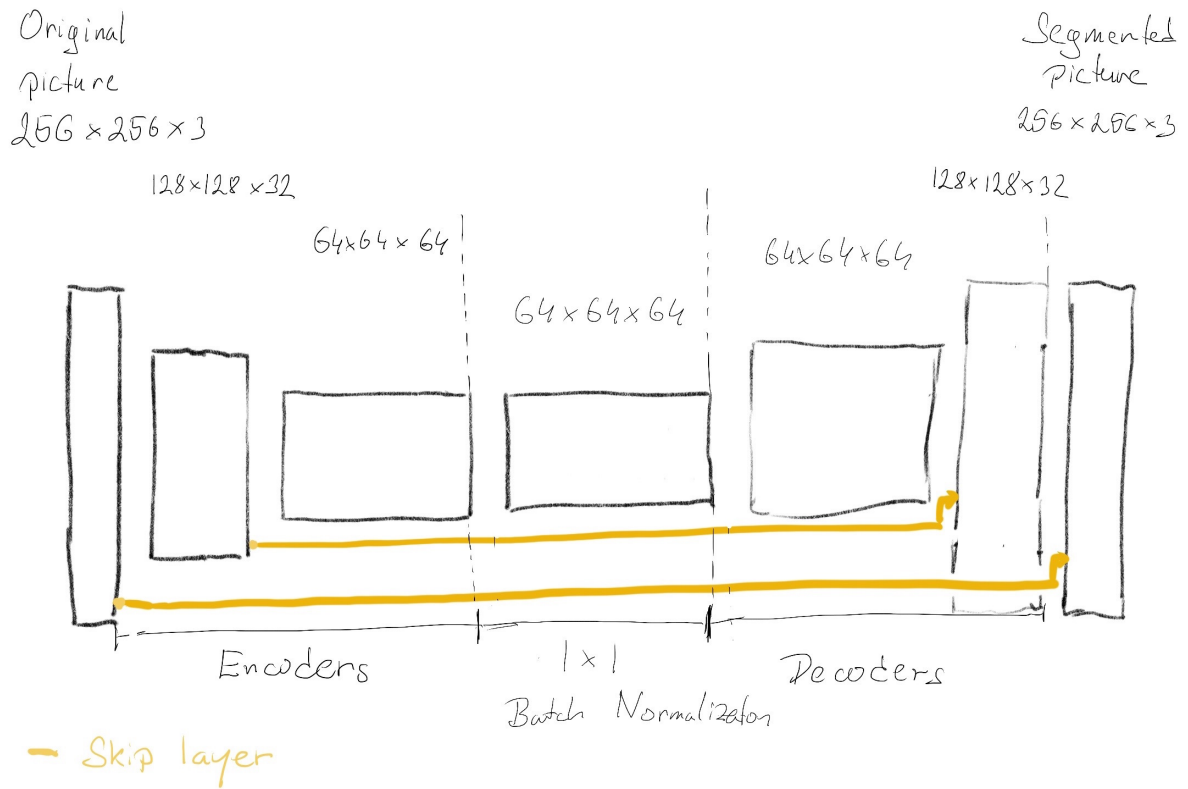 Original
picture
256 × 256 × 3
Segmented
picture
256 × 256 × 3
128×128 ×32
128×128×32
64×64 × 64
64×64×64
64×64×64
Encoders
1×1
Batch Normalizaton
Decoders
Skip layer